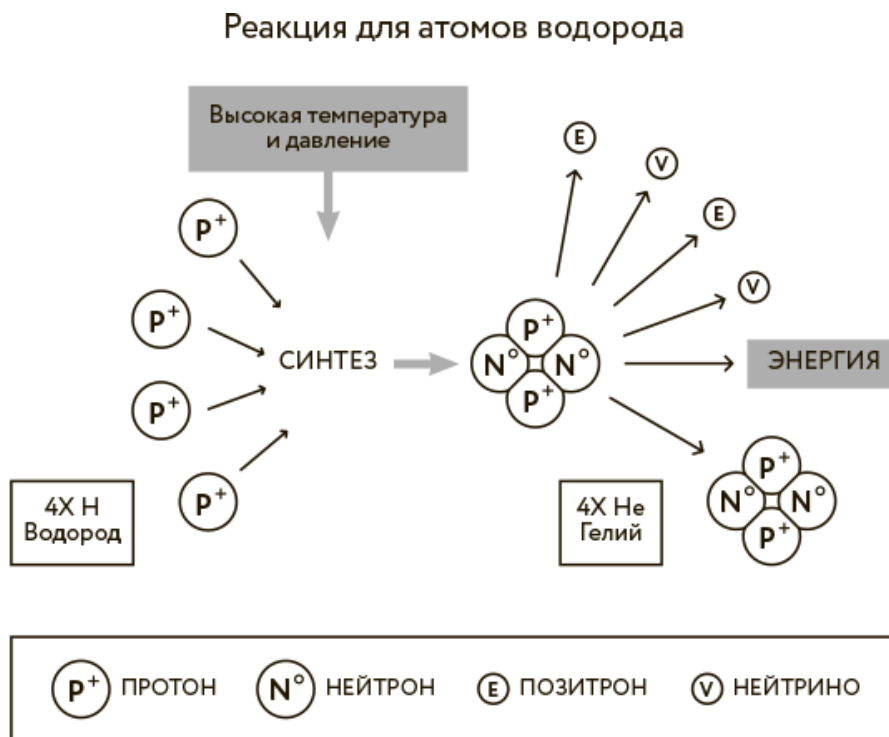 Реакция для атомов водорода
Высокая температура
и давление
E
V
E
V
P+
P+
P+
P+
СИНТЕЗ
P+
N° N°
P+
ЭНЕРГИЯ
4X H
Водород
4X He
Гелий
P+
N° N°
P+
P+ ПРОТОН
N° НЕЙТРОН
E ПОЗИТРОН
V НЕЙТРИНО